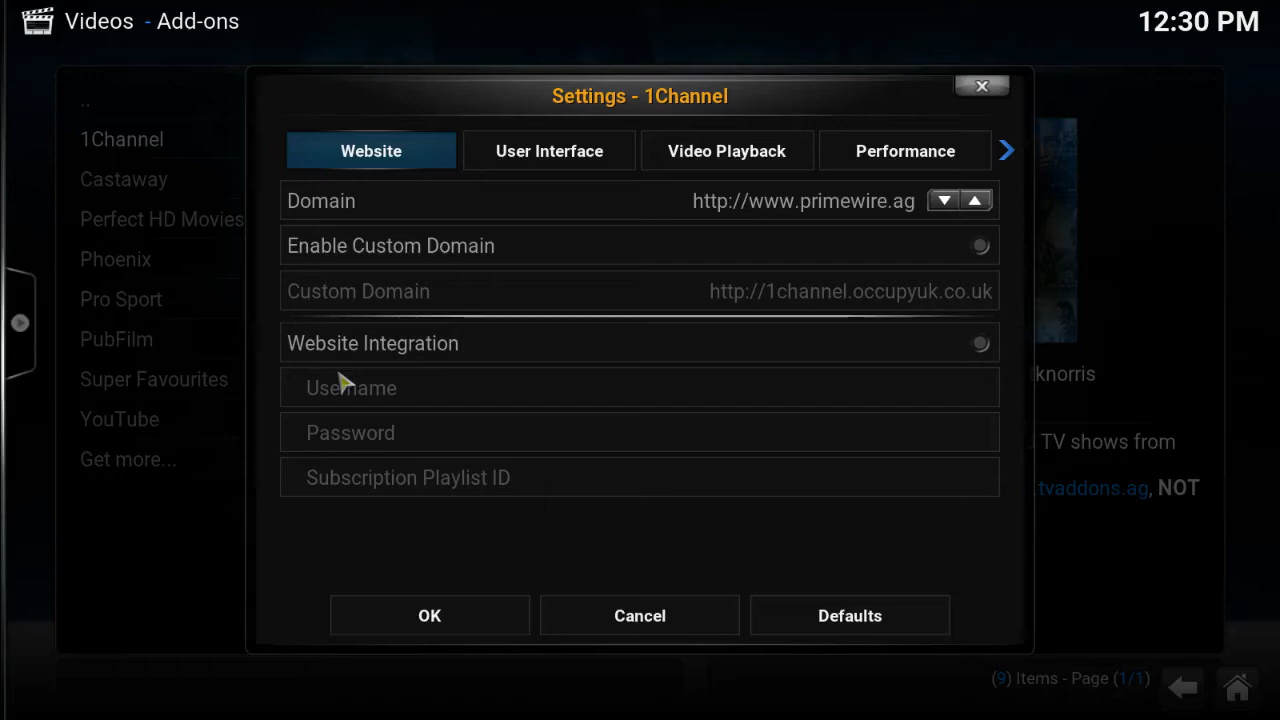 Videos - Add-ons
12:30 PM
Settings - 1Channel
Website
User Interface
Video Playback
Performance
Domain
http://www.primewire.ag
Enable Custom Domain
Custom Domain
http://1channel.occupyuk.co.uk
Website Integration
Username
Password
Subscription Playlist ID
OK
Cancel
Defaults
..
1Channel
Castaway
Perfect HD Movies
Phoenix
Pro Sport
PubFilm
Super Favourites
YouTube
Get more...
knorris
TV shows from
.tvaddons.ag, NOT
(9) Items - Page (1/1)